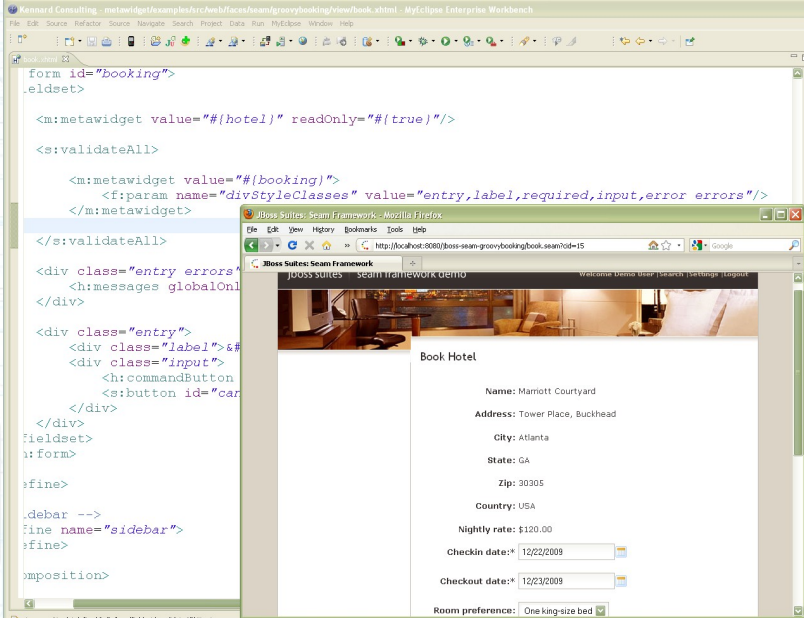 Kennard Consulting - metawidget/examples/src/web/faces/seam/groovybooking/view/book.xhtml - MyEclipse Enterprise Workbench
File Edit Source Refactor Source Navigate Search Project Data Run MyEclipse Window Help
book.xhtml
form id="booking">
eldset>
<m:metawidget value="#{hotel}" readOnly="#{true}"/>
<s:validateAll>
<m:metawidget value="#{booking}">
<f:param name="divStyleClasses" value="entry,label,required,input,error errors"/>
</m:metawidget>
</s:validateAll>
<div class="entry errors"
<h:messages globalOnl
</div>
<div class="entry">
<div class="label">&#
<div class="input">
<h:commandButton
<s:button id="can
</div>
</div>
fieldset>
h:form>
efine>
debar -->
fine name="sidebar">
efine>
omposition>
JBoss Suites: Seam Framework - Mozilla Firefox
File Edit View History Bookmarks Tools Help
http://localhost:8080/jboss-seam-groovybooking/book.seam?cid=15
Google
JBoss Suites: Seam Framework
jboss suites seam framework demo
Welcome Demo User |Search |Settings |Logout
Book Hotel
Name: Marriott Courtyard
Address: Tower Place, Buckhead
City: Atlanta
State: GA
Zip: 30305
Country: USA
Nightly rate: $120.00
Checkin date:* 12/22/2009
Checkout date:* 12/23/2009
Room preference: One king-size bed